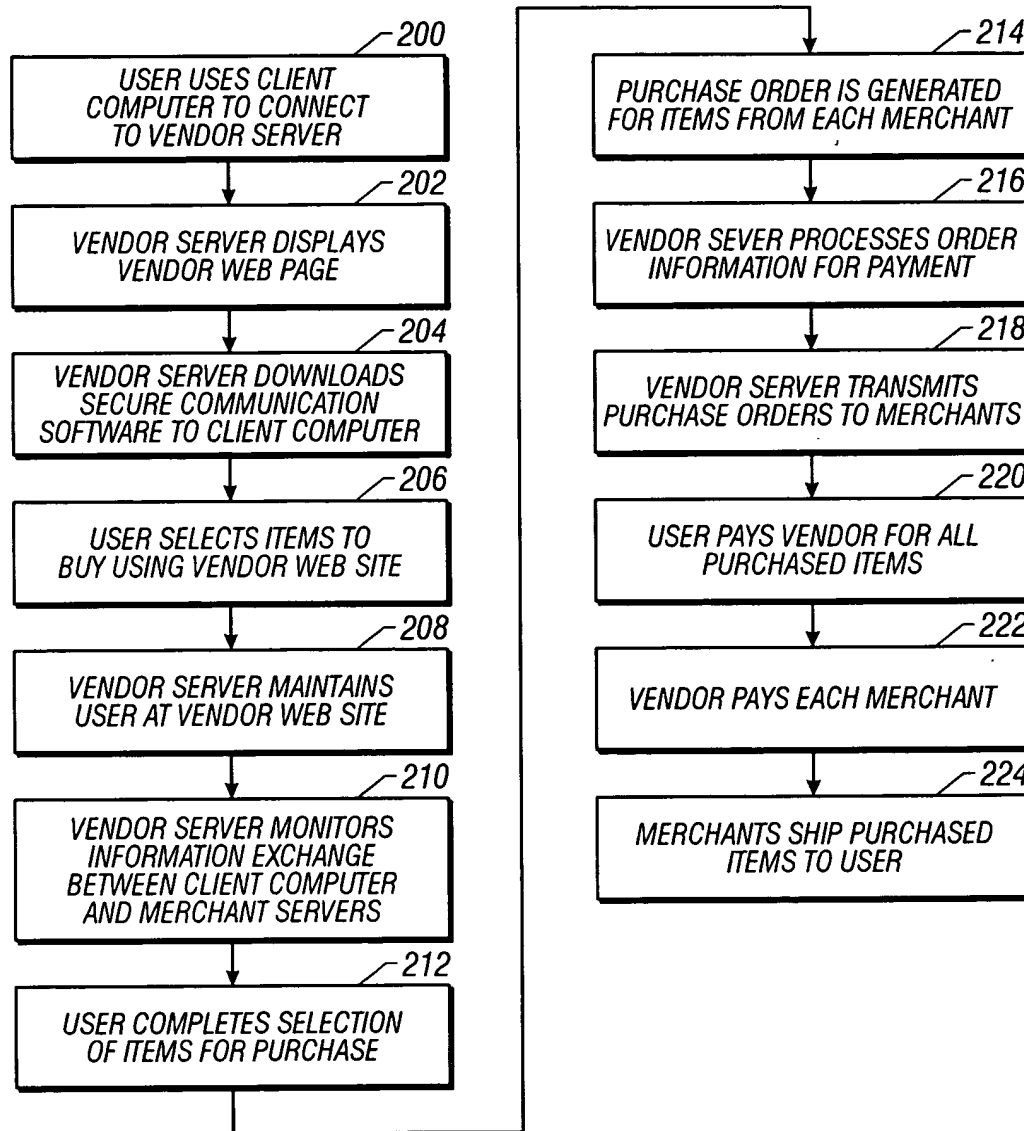 200
USER USES CLIENT
COMPUTER TO CONNECT
TO VENDOR SERVER
202
VENDOR SERVER DISPLAYS
VENDOR WEB PAGE
204
VENDOR SERVER DOWNLOADS
SECURE COMMUNICATION
SOFTWARE TO CLIENT COMPUTER
206
USER SELECTS ITEMS TO
BUY USING VENDOR WEB SITE
208
VENDOR SERVER MAINTAINS
USER AT VENDOR WEB SITE
210
VENDOR SERVER MONITORS
INFORMATION EXCHANGE
BETWEEN CLIENT COMPUTER
AND MERCHANT SERVERS
212
USER COMPLETES SELECTION
OF ITEMS FOR PURCHASE
214
PURCHASE ORDER IS GENERATED
FOR ITEMS FROM EACH MERCHANT
216
VENDOR SEVER PROCESSES ORDER
INFORMATION FOR PAYMENT
218
VENDOR SERVER TRANSMITS
PURCHASE ORDERS TO MERCHANTS
220
USER PAYS VENDOR FOR ALL
PURCHASED ITEMS
222
VENDOR PAYS EACH MERCHANT
224
MERCHANTS SHIP PURCHASED
ITEMS TO USER